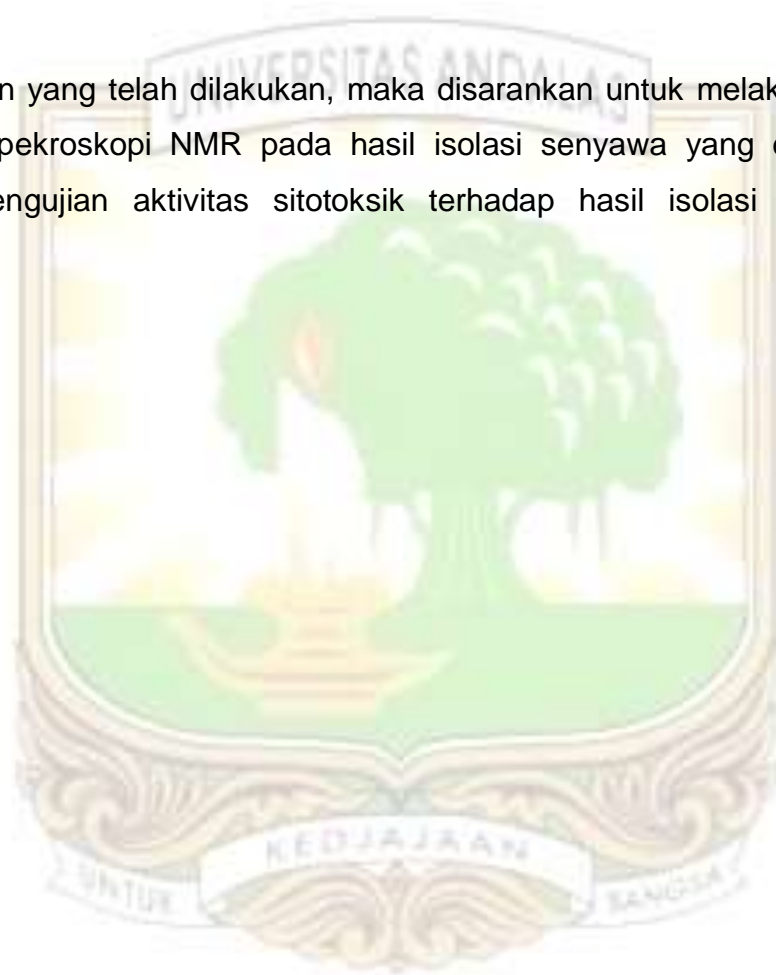 UNIVERSITAS ANDALAS
n yang telah dilakukan, maka disarankan untuk melak
pekroskopi NMR pada hasil isolasi senyawa yang
engujian aktivitas sitotoksik terhadap hasil isolasi
KEDJAJAAN
UNTUK BANGSA